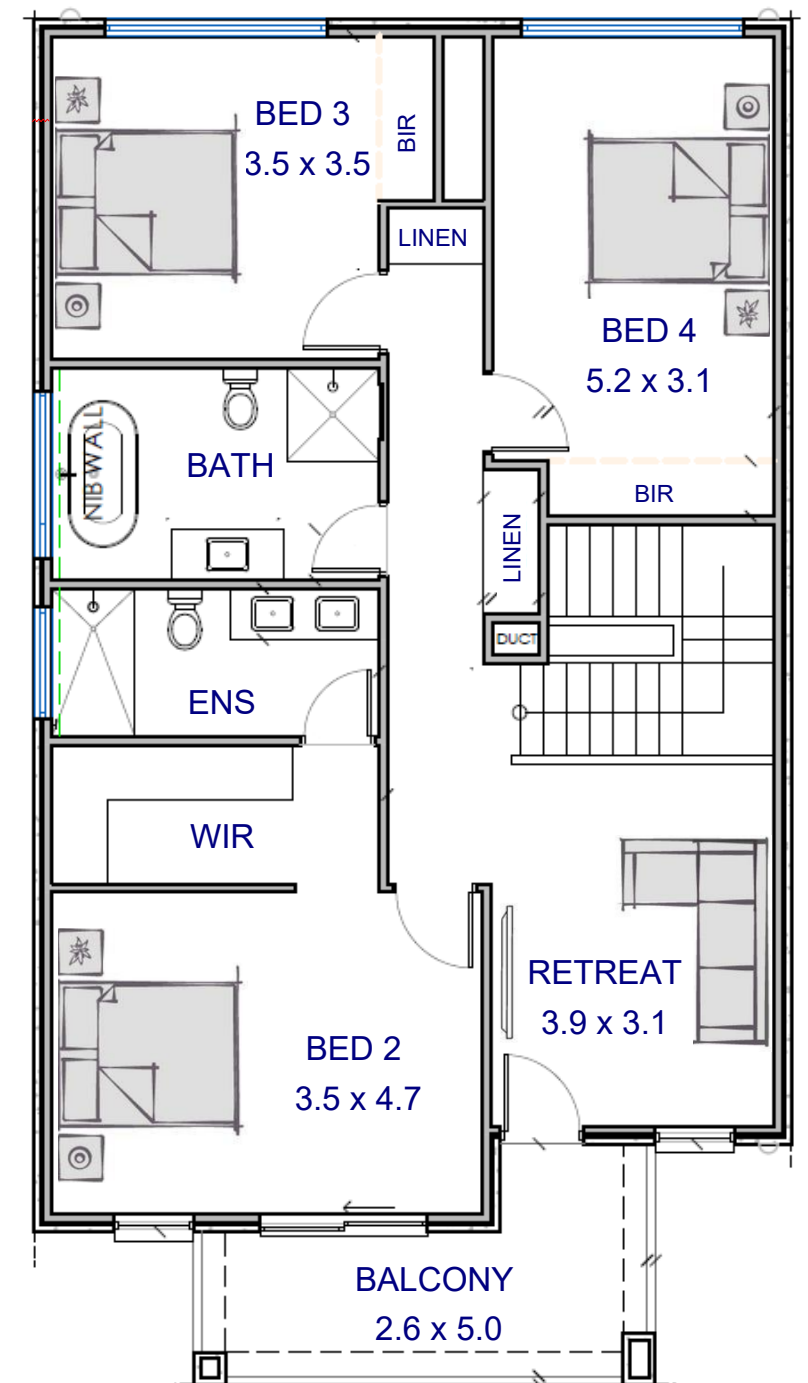 BED 3
3.5 x 3.5
BIR
LINEN
BED 4
5.2 x 3.1
BIR
NIB WALL
BATH
LINEN
DUCT
ENS
WIR
RETREAT
3.9 x 3.1
BED 2
3.5 x 4.7
BALCONY
2.6 x 5.0